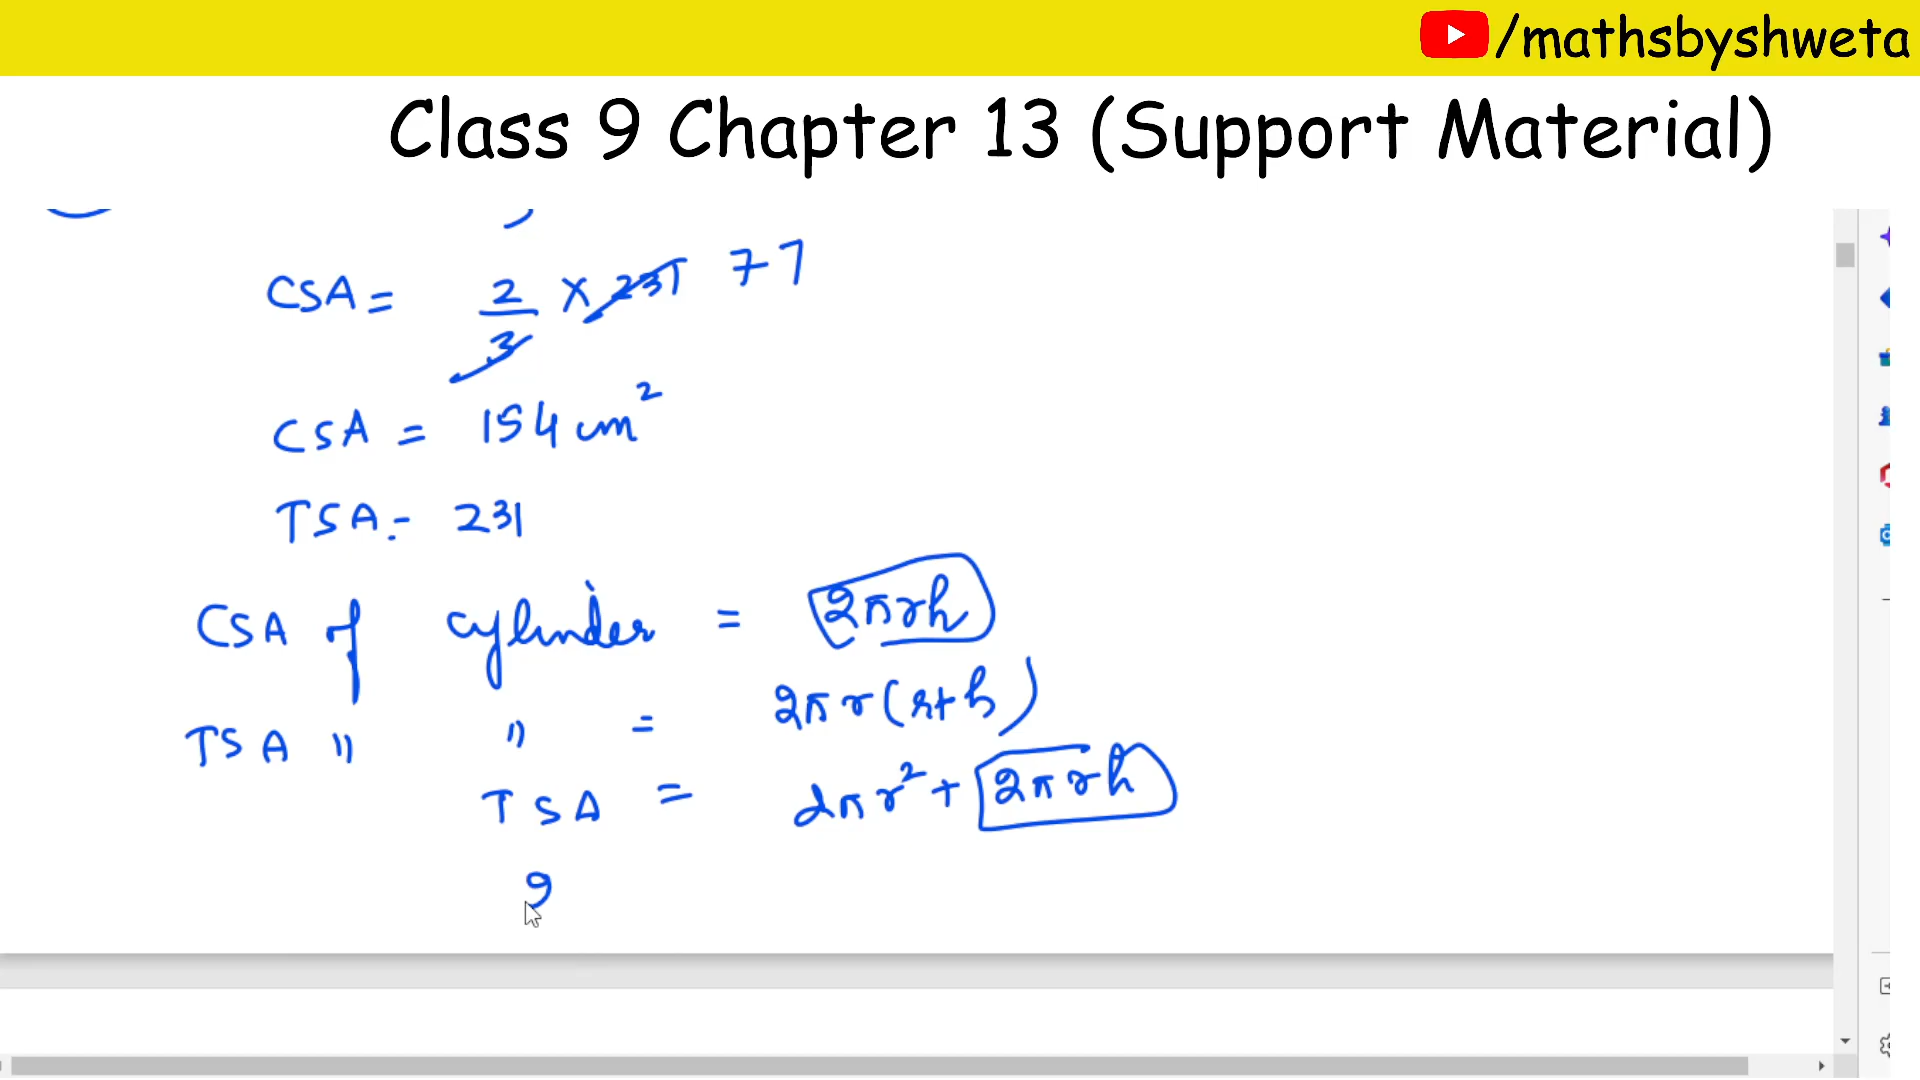 /mathsbyshweta
Class 9 Chapter 13 (Support Material)
CSA = 2/3 × 231 77
CSA = 154 cm²
TSA = 231
CSA of cylinder = 2πrh
TSA " " = 2πr(r+h)
TSA = 2πr² + 2πrh
2